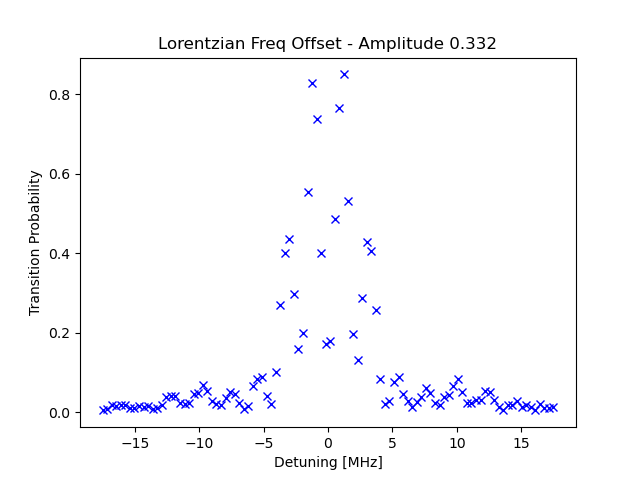 Lorentzian Freq Offset - Amplitude 0.332
Transition Probability
0.8
0.6
0.4
0.2
0.0
−15 −10 −5 0 5 10 15
Detuning [MHz]